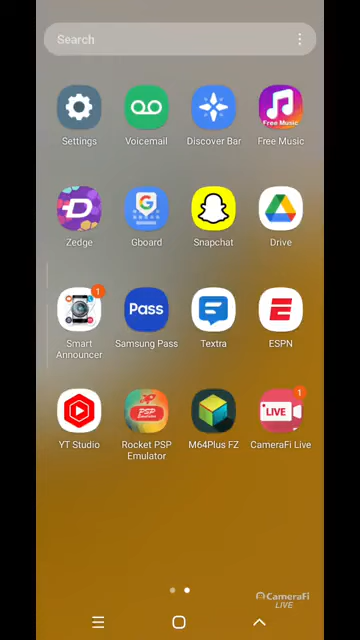 Search
Settings
Voicemail
Discover Bar
Free Music
Free Music
Zedge
Gboard
Snapchat
Drive
1
Smart
Announcer
Pass
Samsung Pass
Textra
ESPN
YT Studio
PSP
Rocket PSP
Emulator
M64Plus FZ
1
LIVE
CameraFi Live
CameraFi
LIVE